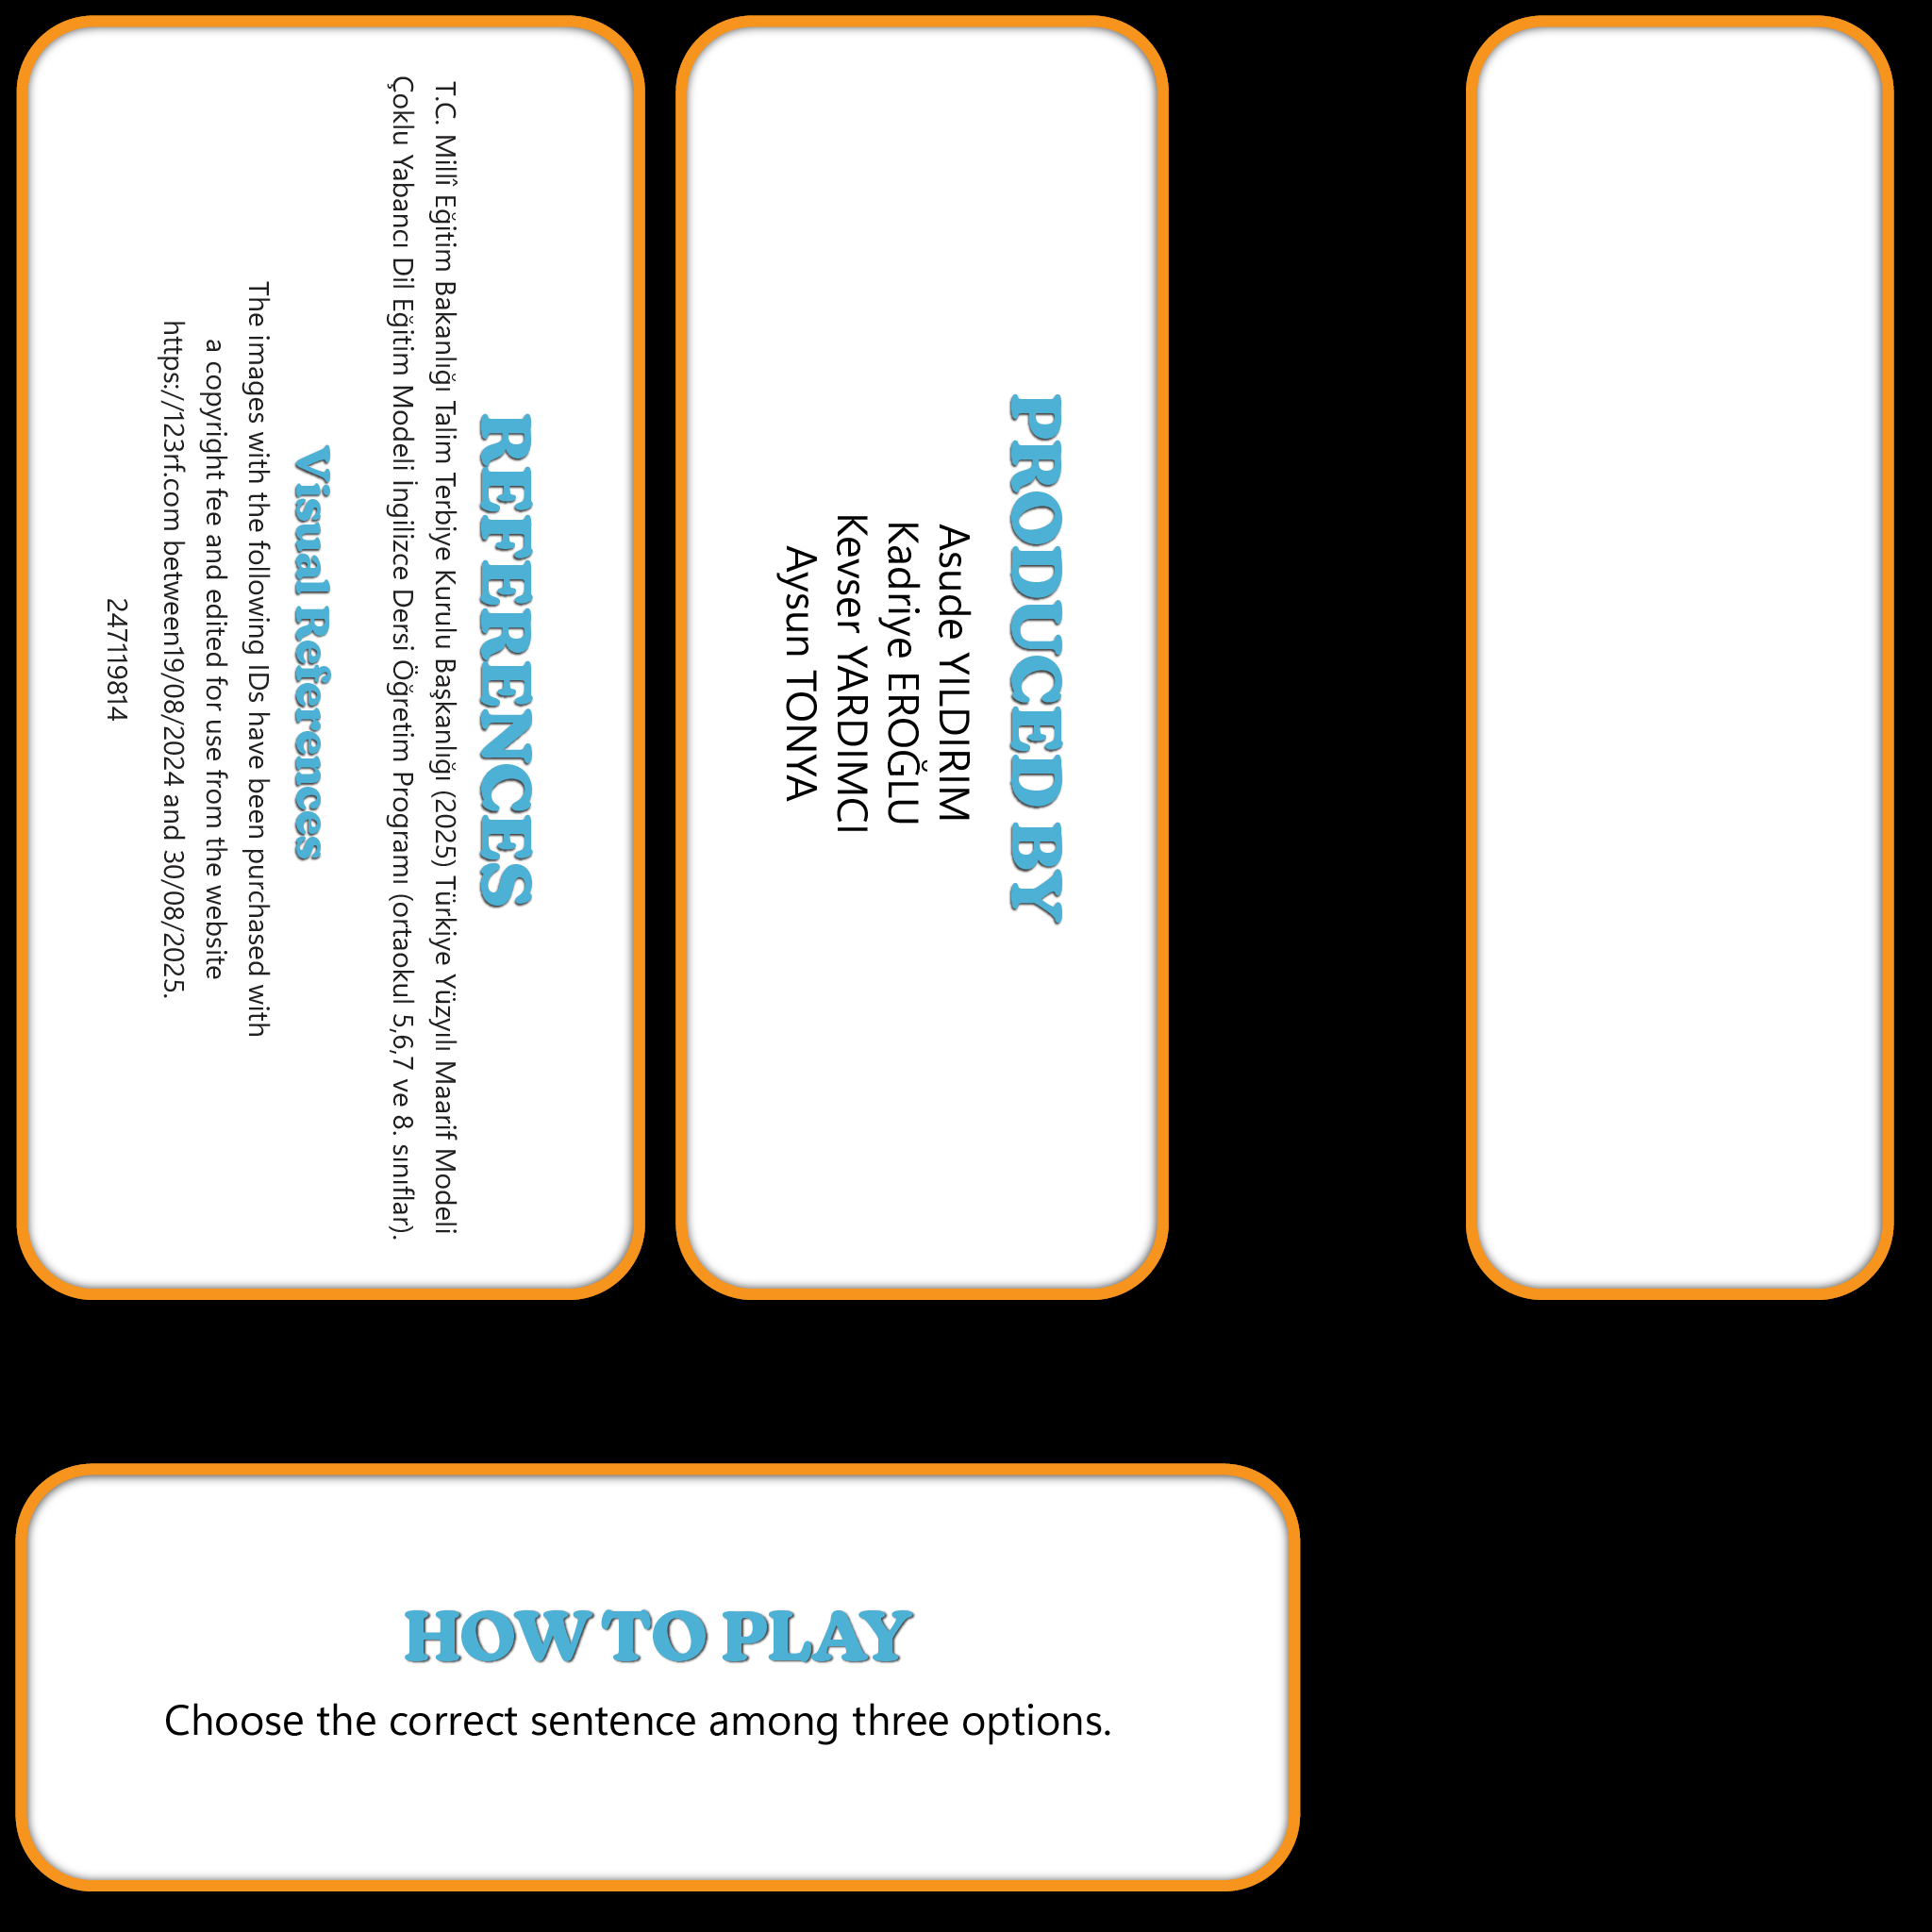 REFERENCES
T.C. Millî Eğitim Bakanlığı Talim Terbiye Kurulu Başkanlığı (2025) Türkiye Yüzyılı Maarif Modeli
Çoklu Yabancı Dil Eğitim Modeli İngilizce Dersi Öğretim Programı (ortaokul 5,6,7 ve 8. sınıflar).
Visual References
The images with the following IDs have been purchased with
a copyright fee and edited for use from the website
https://123rf.com between19/08/2024 and 30/08/2025.
247119814
PRODUCED BY
Asude YILDIRIM
Kadriye EROĞLU
Kevser YARDIMCI
Aysun TONYA
HOW TO PLAY
Choose the correct sentence among three options.